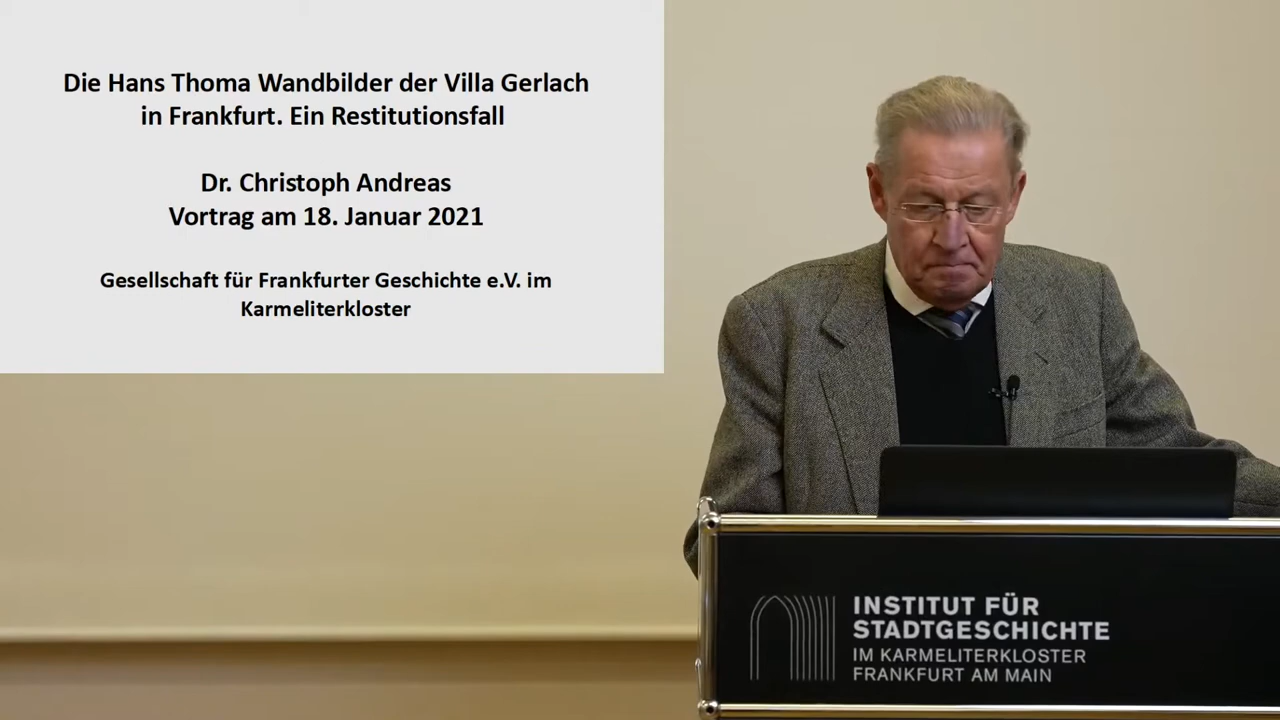 Die Hans Thoma Wandbilder der Villa Gerlach
in Frankfurt. Ein Restitutionsfall
Dr. Christoph Andreas
Vortrag am 18. Januar 2021
Gesellschaft für Frankfurter Geschichte e.V. im
Karmeliterkloster
INSTITUT FÜR
STADTGESCHICHTE
IM KARMELITERKLOSTER
FRANKFURT AM MAIN